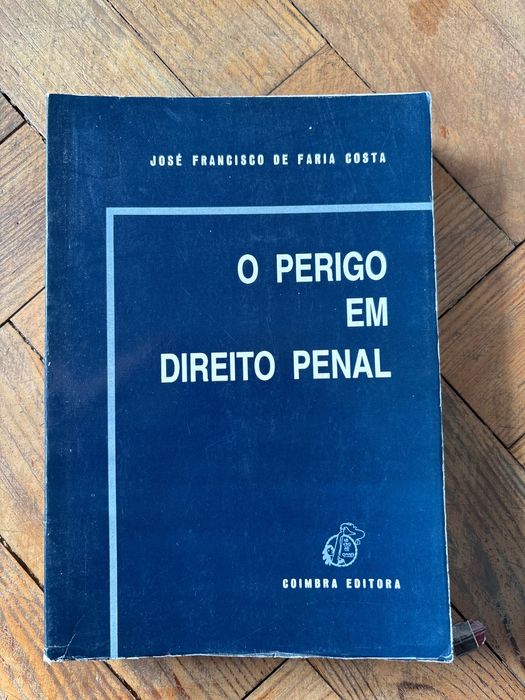 JOSÉ FRANCISCO DE FARIA COSTA
O PERIGO
EM
DIREITO PENAL
COIMBRA EDITORA